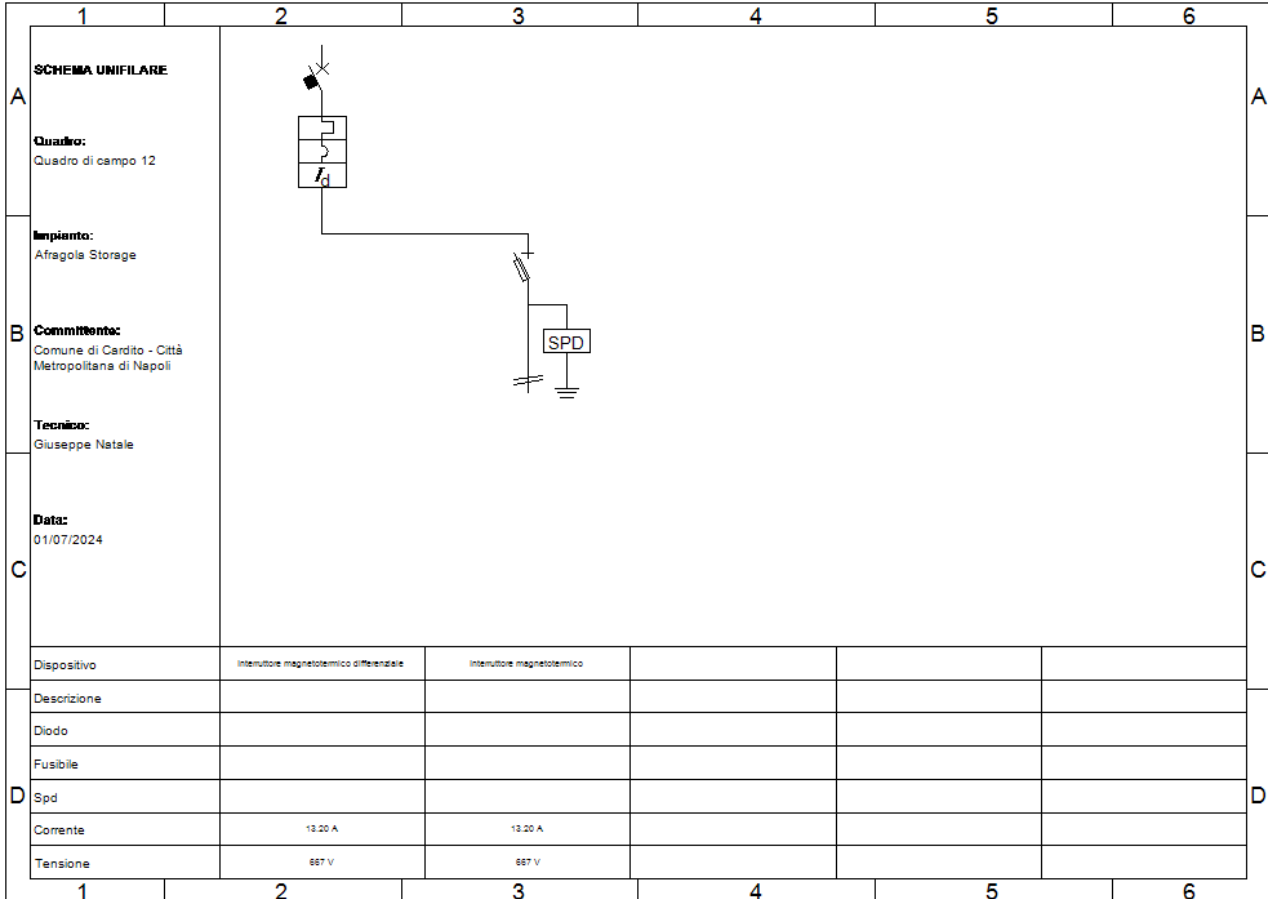 1 2 3 4 5 6
A A
SCHEMA UNIFILARE
Quadro:
Quadro di campo 12
Id
Impianto:
Afragola Storage
B B
Committente:
Comune di Cardito - Città
Metropolitana di Napoli
SPD
Tecnico:
Giuseppe Natale
Data:
01/07/2024
C C
Dispositivo Interruttore magnetotermico differenziale Interruttore magnetotermico
Descrizione
Diodo
Fusibile
D D
Spd
Corrente 13.20 A 13.20 A
Tensione 667 V 667 V
1 2 3 4 5 6